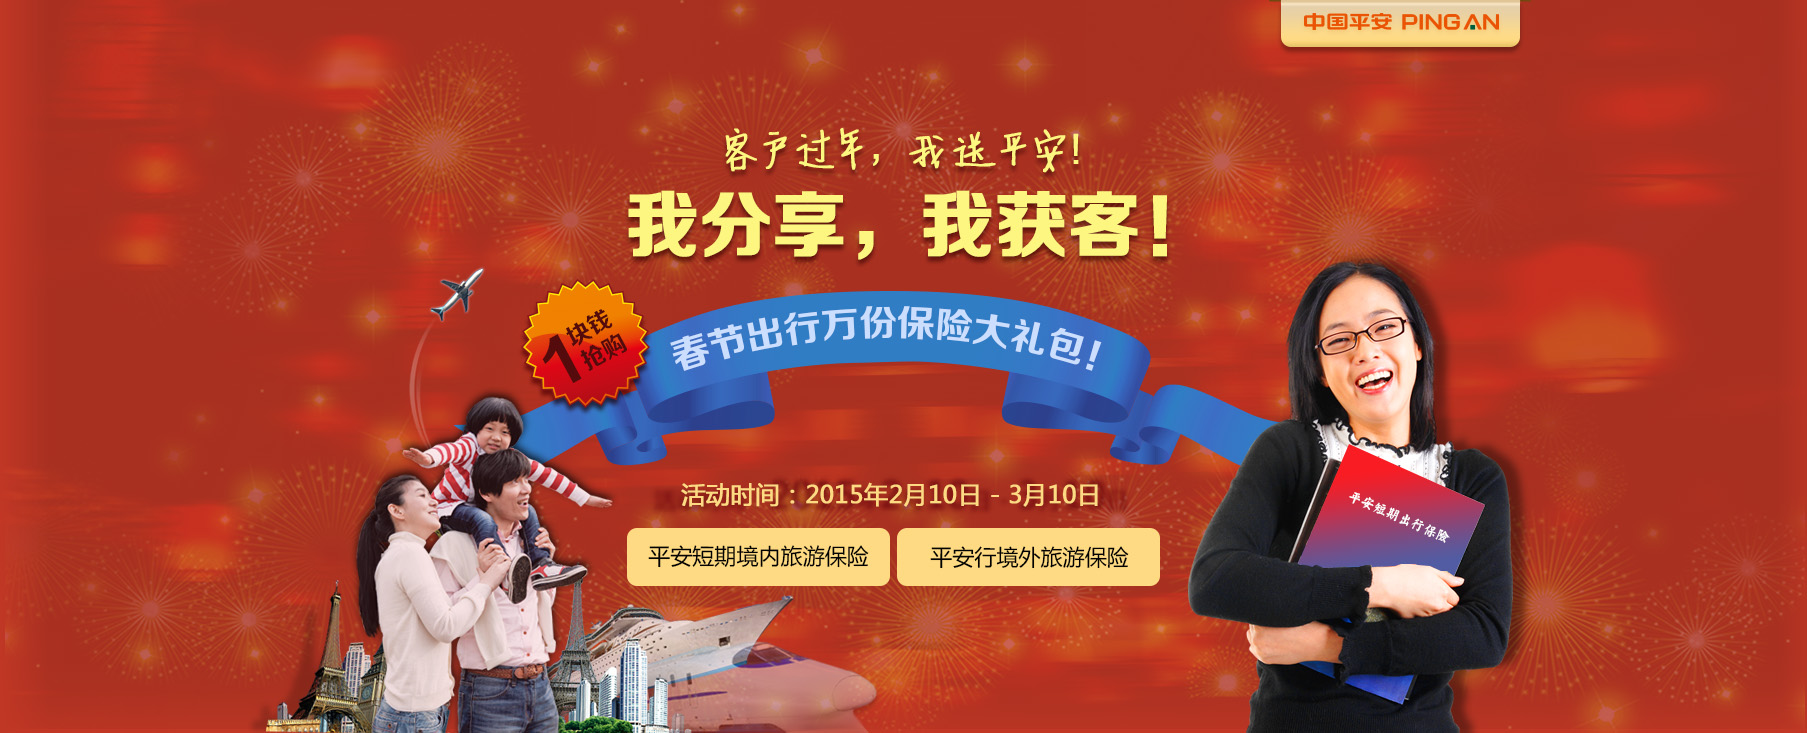 中国平安 PINGAN
客户过年，我送平安！
我分享，我获客！
1块钱
抢购
春节出行万份保险大礼包！
活动时间：2015年2月10日 - 3月10日
平安短期境内旅游保险
平安行境外旅游保险
平安短期出行保險